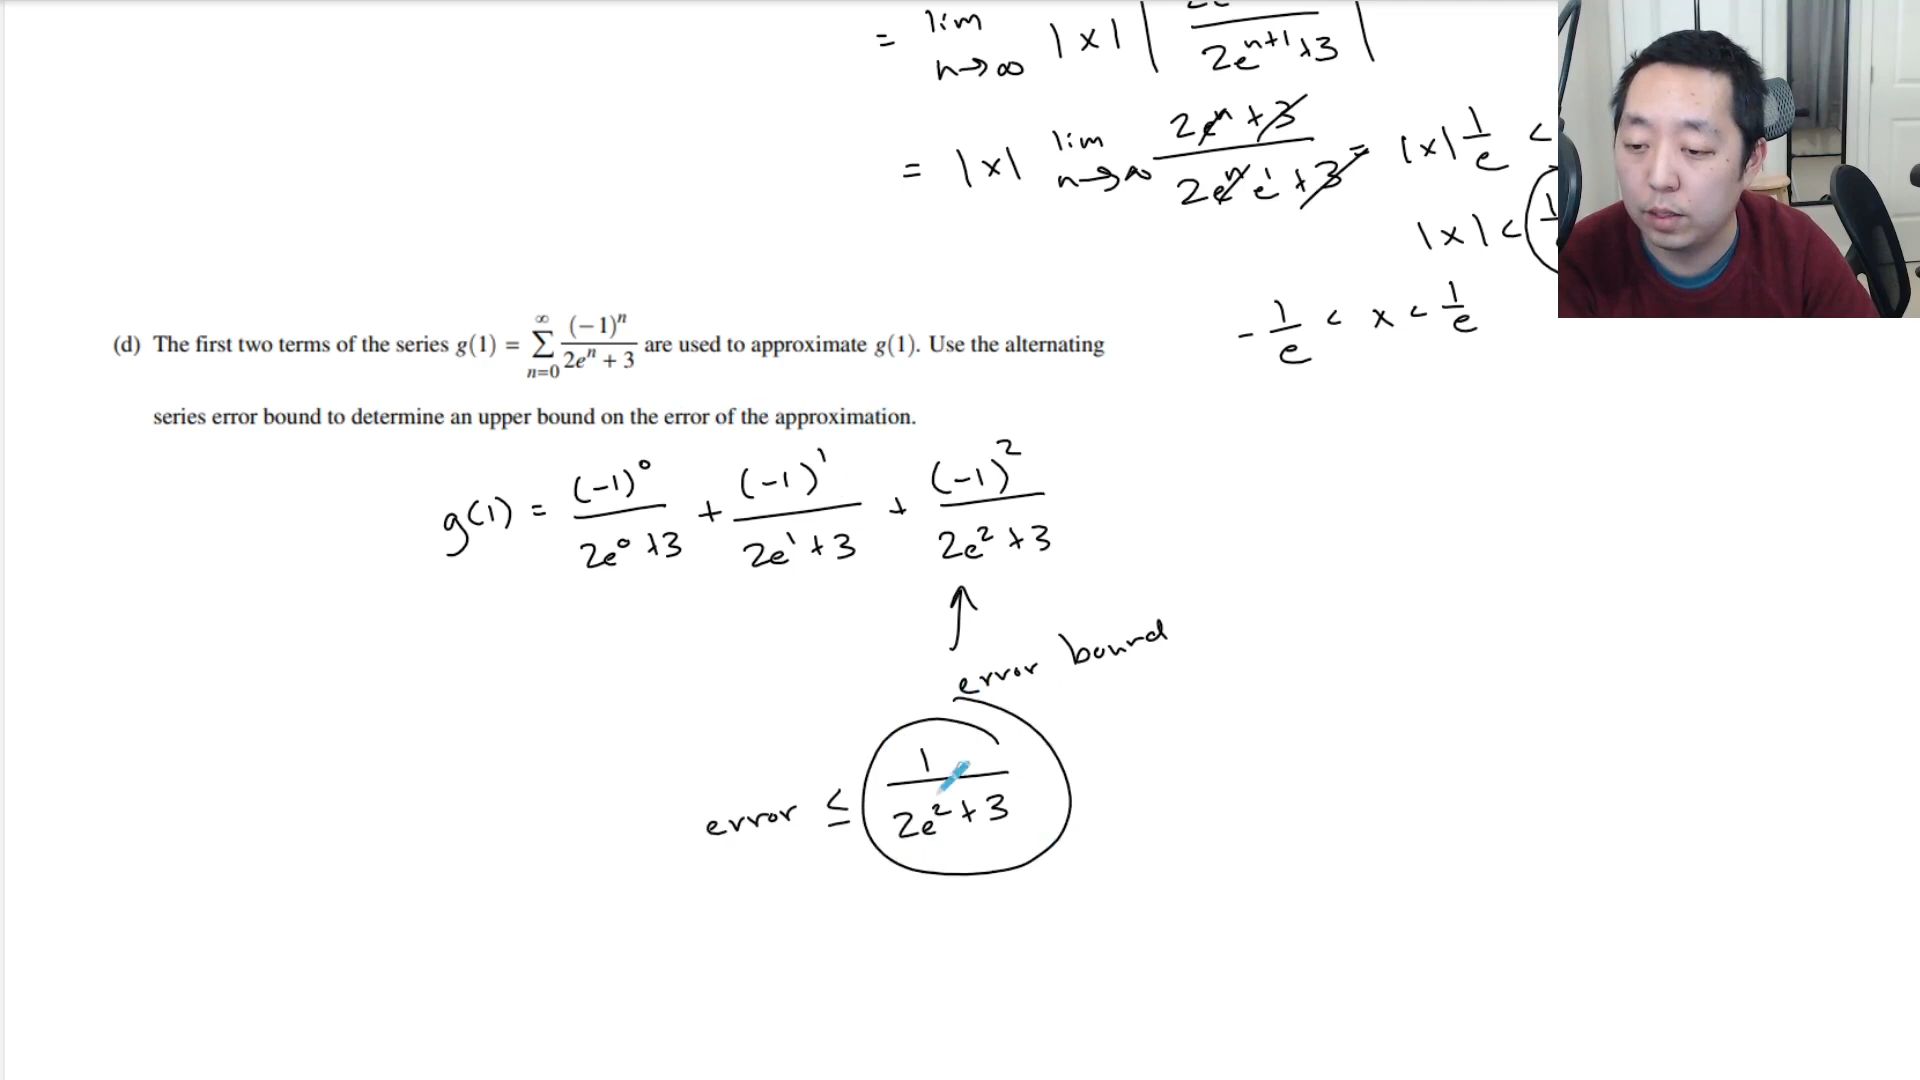 = lim n→∞ |x| | / 2e^{n+1}+3 |
= |x| lim n→∞ (2e^n + 3)/(2e^n e^1 + 3) = |x| 1/e <
|x| <
-1/e < x < 1/e
(d) The first two terms of the series g(1) = ∑_{n=0}^{∞} (−1)^n/(2e^n + 3) are used to approximate g(1). Use the alternating
series error bound to determine an upper bound on the error of the approximation.
g(1) = (-1)^0/(2e^0+3) + (-1)^1/(2e^1+3) + (-1)^2/(2e^2+3)
↑
error bound
error ≤ 1/(2e^2+3)